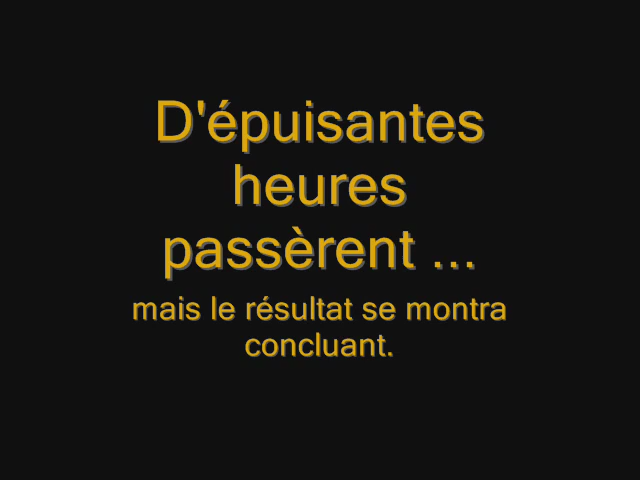 D'épuisantes
heures
passèrent ...
mais le résultat se montra
concluant.